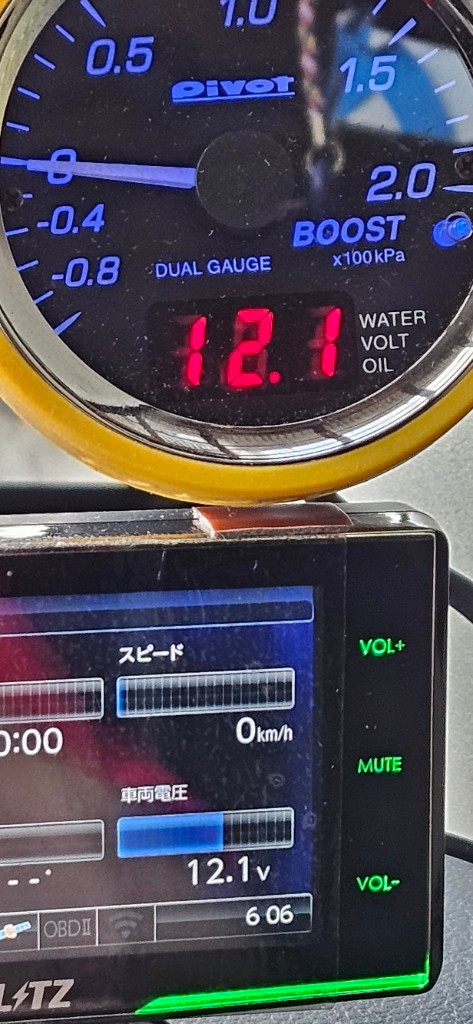 1.0
0.5
PIVOT
1.5
0
2.0
-0.4
BOOST
x100kPa
-0.8
DUAL GAUGE
12.1
WATER
VOLT
OIL
スピード
VOL+
0:00
0km/h
MUTE
車両電圧
12.1v
--°
VOL-
OBDⅡ
6 06
LITZ